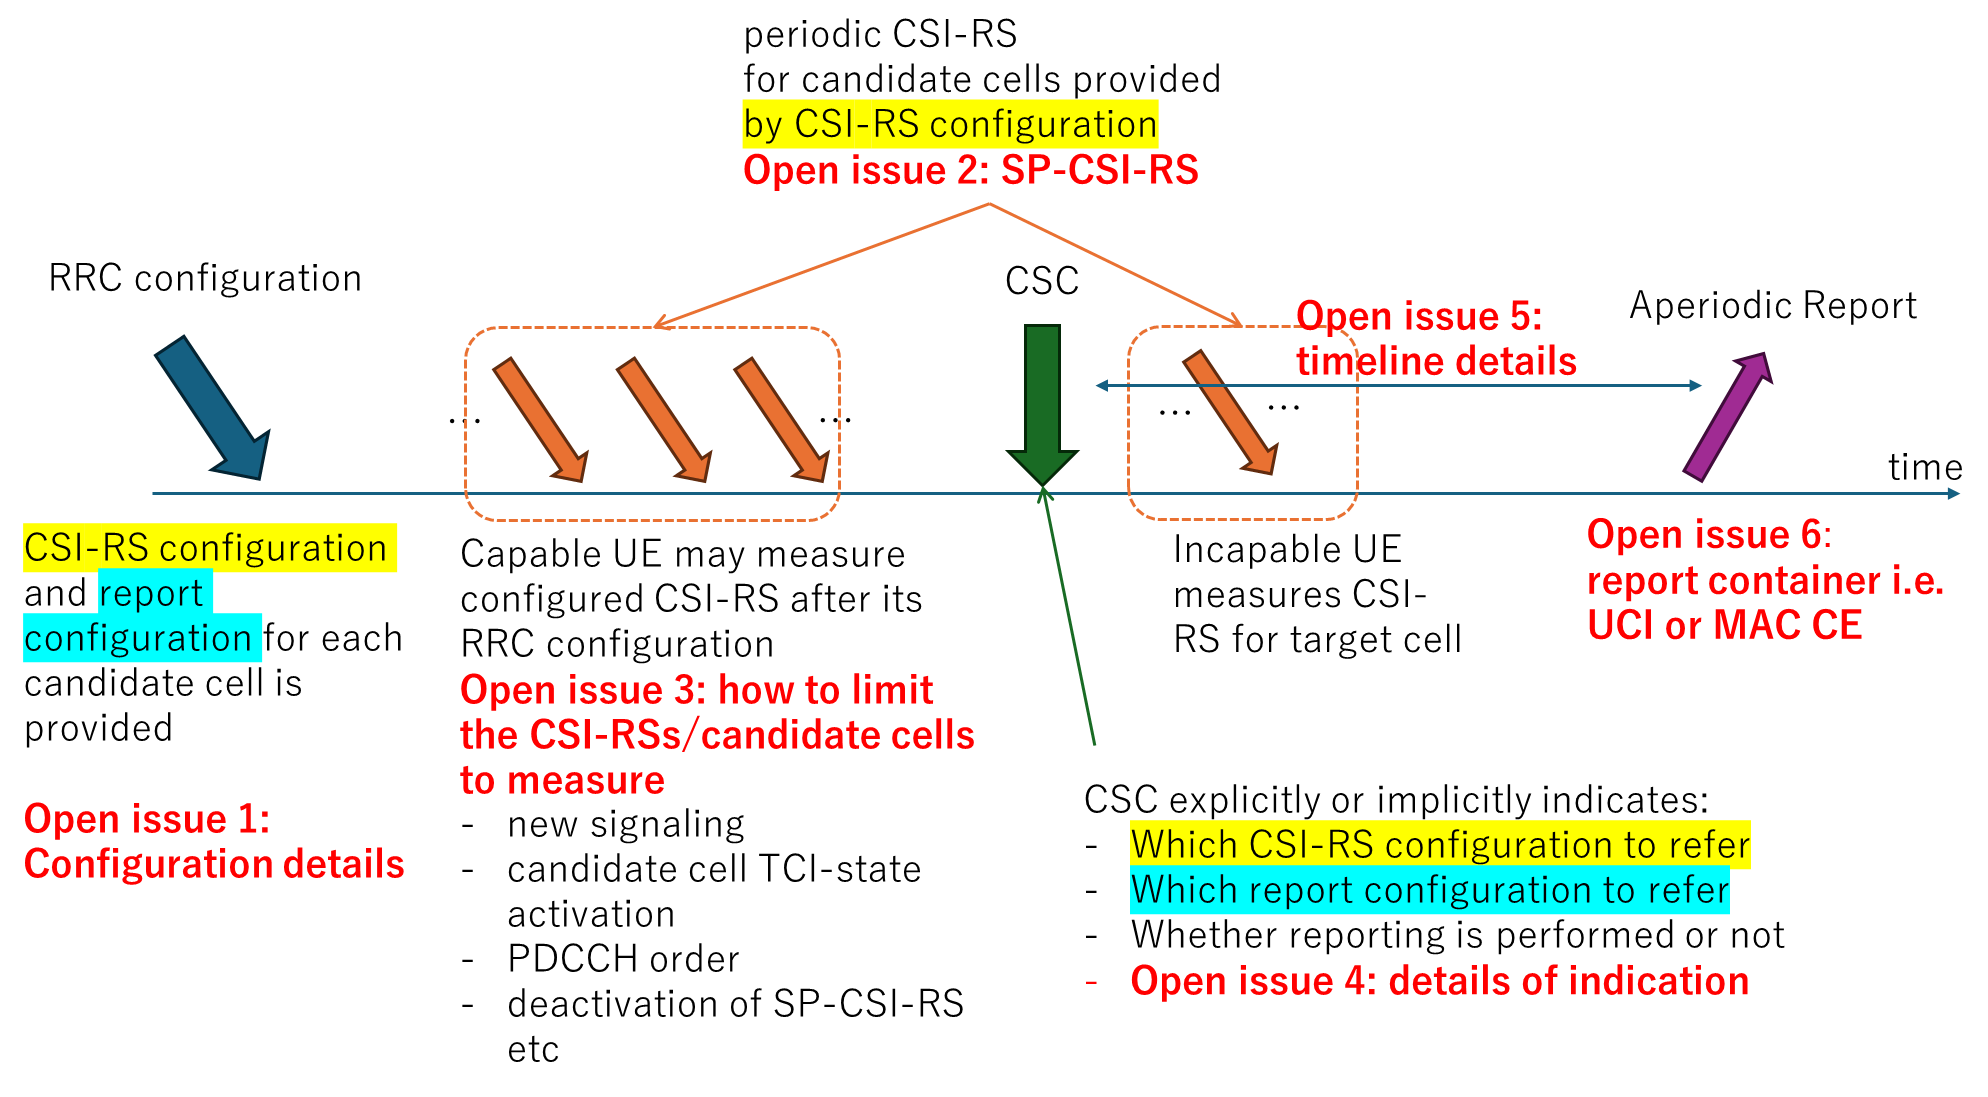 periodic CSI-RS
for candidate cells provided
by CSI-RS configuration
Open issue 2: SP-CSI-RS
RRC configuration
CSC
Open issue 5:
timeline details
Aperiodic Report
...
...
...
...
time
CSI-RS configuration
and report
configuration for each
candidate cell is
provided
Open issue 1:
Configuration details
Capable UE may measure
configured CSI-RS after its
RRC configuration
Open issue 3: how to limit
the CSI-RSs/candidate cells
to measure
- new signaling
- candidate cell TCI-state
activation
- PDCCH order
- deactivation of SP-CSI-RS
etc
Incapable UE
measures CSI-
RS for target cell
Open issue 6:
report container i.e.
UCI or MAC CE
CSC explicitly or implicitly indicates:
- Which CSI-RS configuration to refer
- Which report configuration to refer
- Whether reporting is performed or not
- Open issue 4: details of indication